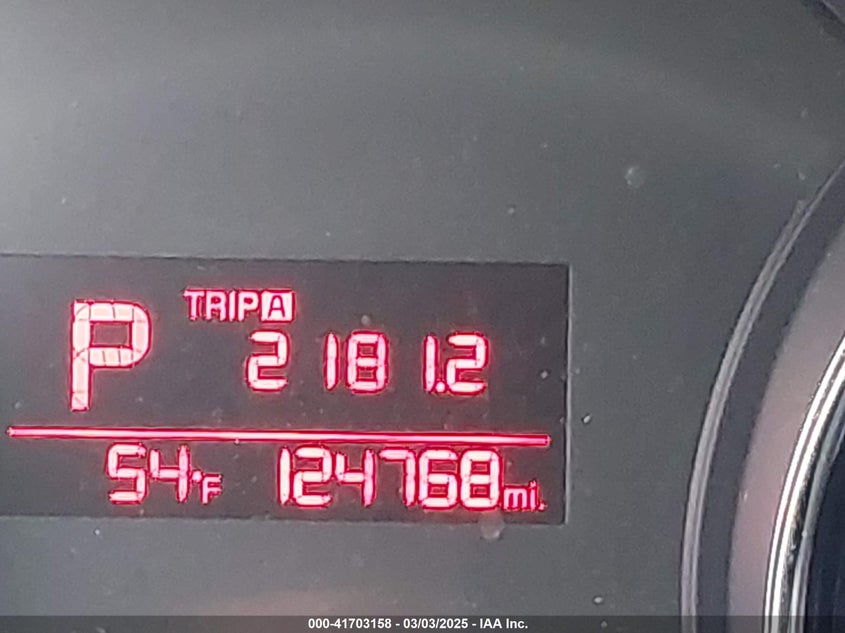 P TRIP A
2181.2
54°F 124768 mi.
000-41703158 - 03/03/2025 - IAA Inc.